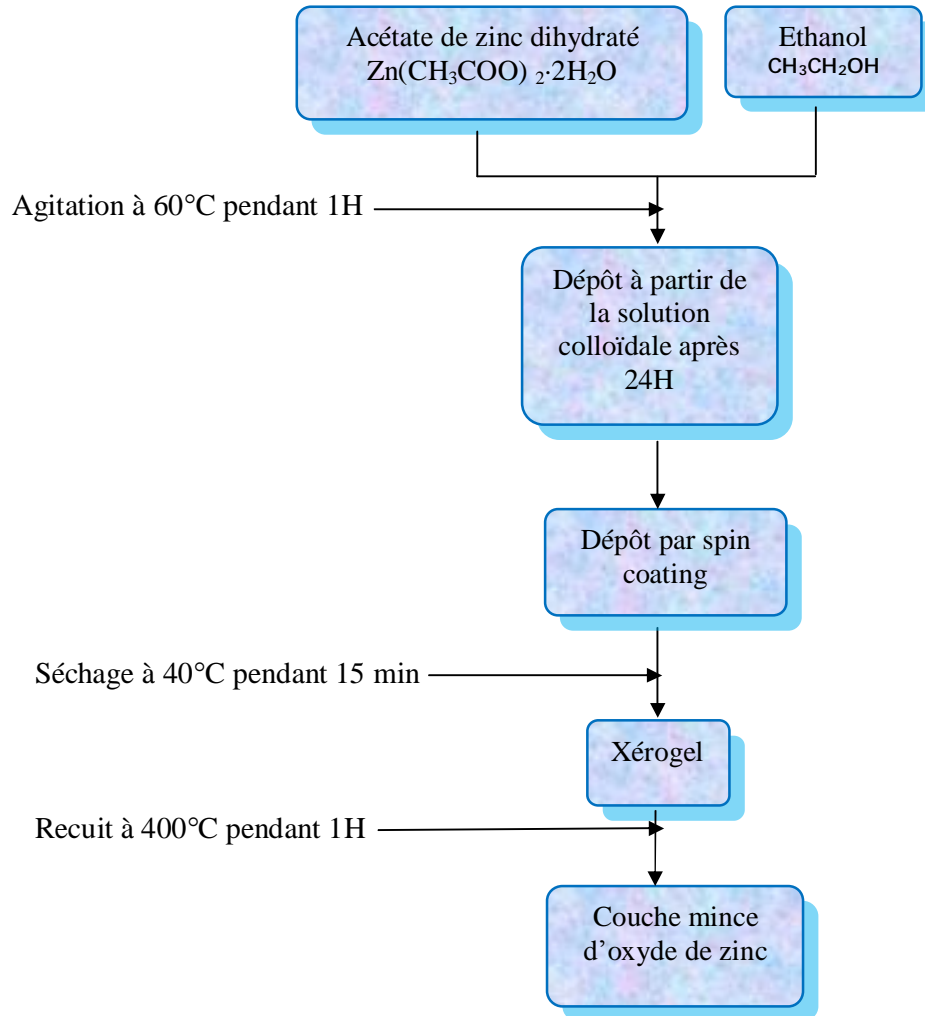 Acétate de zinc dihydraté
Zn(CH₃COO) ₂·2H₂O
Ethanol
CH₃CH₂OH
Agitation à 60°C pendant 1H
Dépôt à partir de
la solution
colloïdale après
24H
Dépôt par spin
coating
Séchage à 40°C pendant 15 min
Xérogel
Recuit à 400°C pendant 1H
Couche mince
d'oxyde de zinc